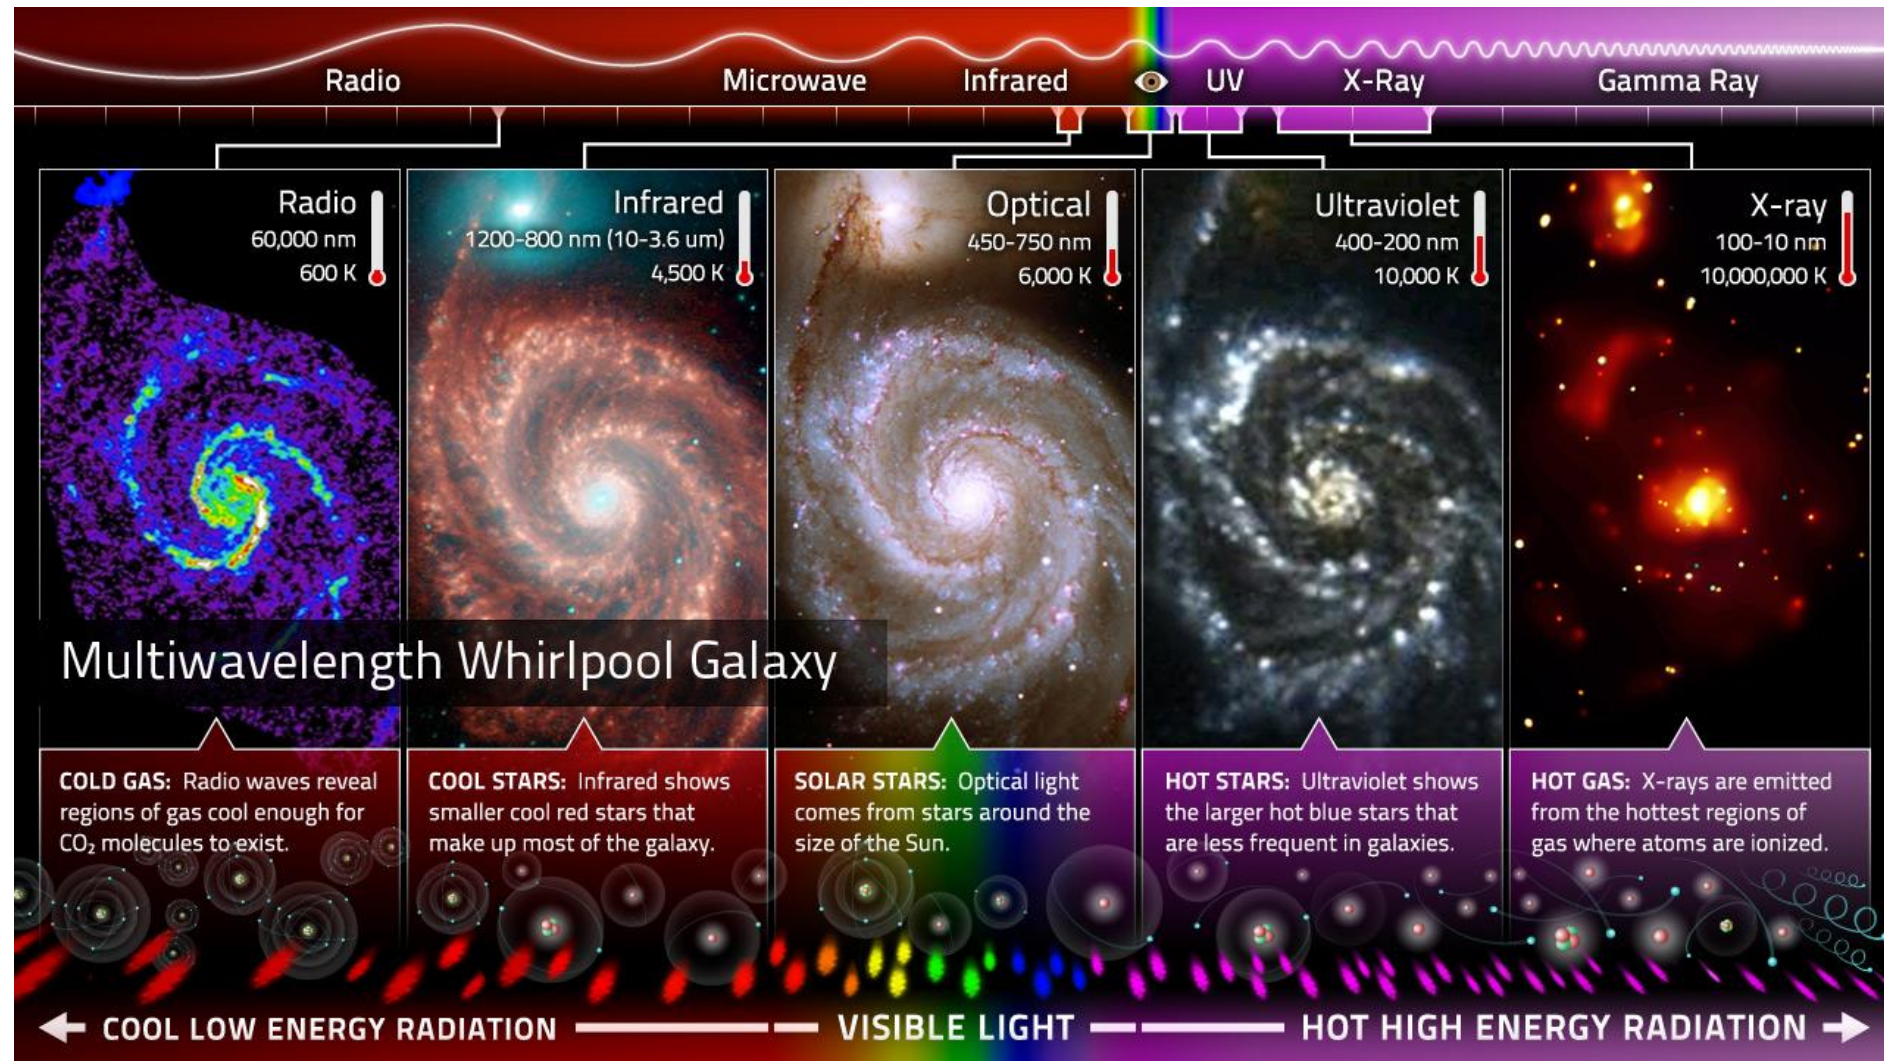 Radio
Microwave
Infrared
UV
X-Ray
Gamma Ray
Radio
60,000 nm
600 K
Infrared
1200-800 nm (10-3.6 um)
4,500 K
Optical
450-750 nm
6,000 K
Ultraviolet
400-200 nm
10,000 K
X-ray
100-10 nm
10,000,000 K
Multiwavelength Whirlpool Galaxy
COLD GAS: Radio waves reveal
regions of gas cool enough for
CO₂ molecules to exist.
COOL STARS: Infrared shows
smaller cool red stars that
make up most of the galaxy.
SOLAR STARS: Optical light
comes from stars around the
size of the Sun.
HOT STARS: Ultraviolet shows
the larger hot blue stars that
are less frequent in galaxies.
HOT GAS: X-rays are emitted
from the hottest regions of
gas where atoms are ionized.
COOL LOW ENERGY RADIATION
VISIBLE LIGHT
HOT HIGH ENERGY RADIATION